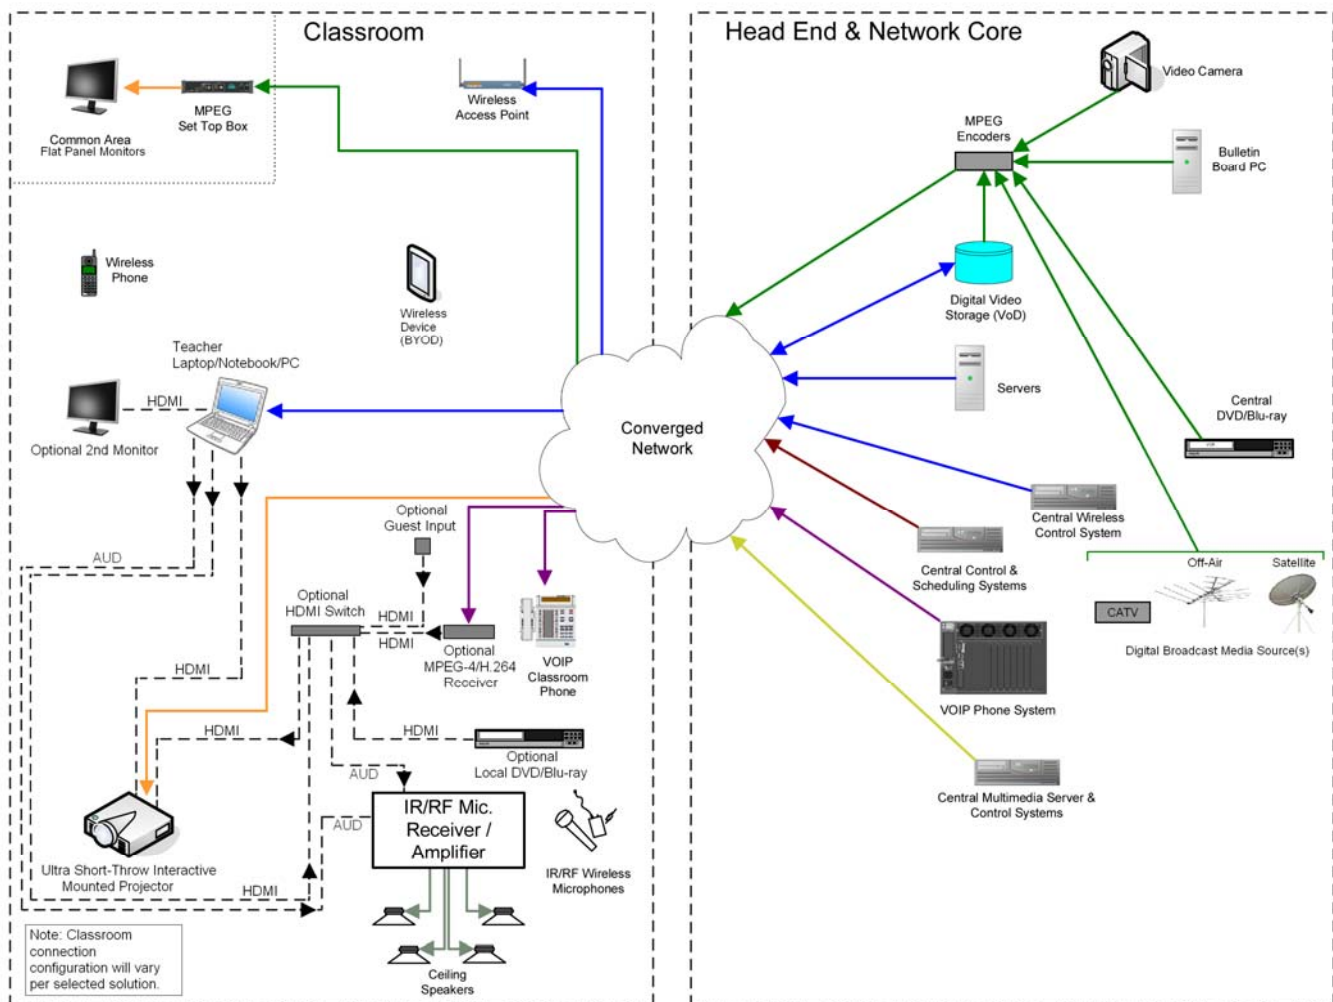 Classroom
Head End & Network Core
Common Area
Flat Panel Monitors
MPEG
Set Top Box
Wireless
Access Point
Video Camera
MPEG
Encoders
Bulletin
Board PC
Wireless
Phone
Wireless
Device
(BYOD)
Digital Video
Storage (VoD)
Teacher
Laptop/Notebook/PC
HDMI
Optional 2nd Monitor
Servers
Converged
Network
Central
DVD/Blu-ray
Optional
Guest Input
AUD
Central Wireless
Control System
Central Control &
Scheduling Systems
Off-Air
Satellite
CATV
Digital Broadcast Media Source(s)
Optional
HDMI Switch
HDMI
HDMI
Optional
MPEG-4/H.264
Receiver
VOIP
Classroom
Phone
HDMI
VOIP Phone System
HDMI
HDMI
Optional
Local DVD/Blu-ray
AUD
Central Multimedia Server &
Control Systems
IR/RF Mic.
Receiver /
Amplifier
AUD
IR/RF Wireless
Microphones
Ultra Short-Throw Interactive
Mounted Projector
HDMI
Note: Classroom
connection
configuration will vary
per selected solution.
Ceiling
Speakers